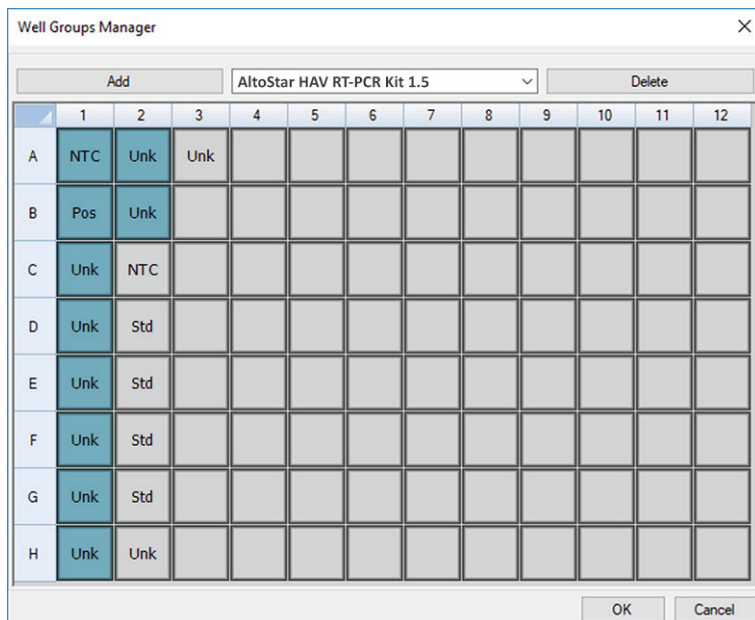 Well Groups Manager
Add AltoStar HAV RT-PCR Kit 1.5 Delete
1 2 3 4 5 6 7 8 9 10 11 12
A NTC Unk Unk
B Pos Unk
C Unk NTC
D Unk Std
E Unk Std
F Unk Std
G Unk Std
H Unk Unk
OK Cancel